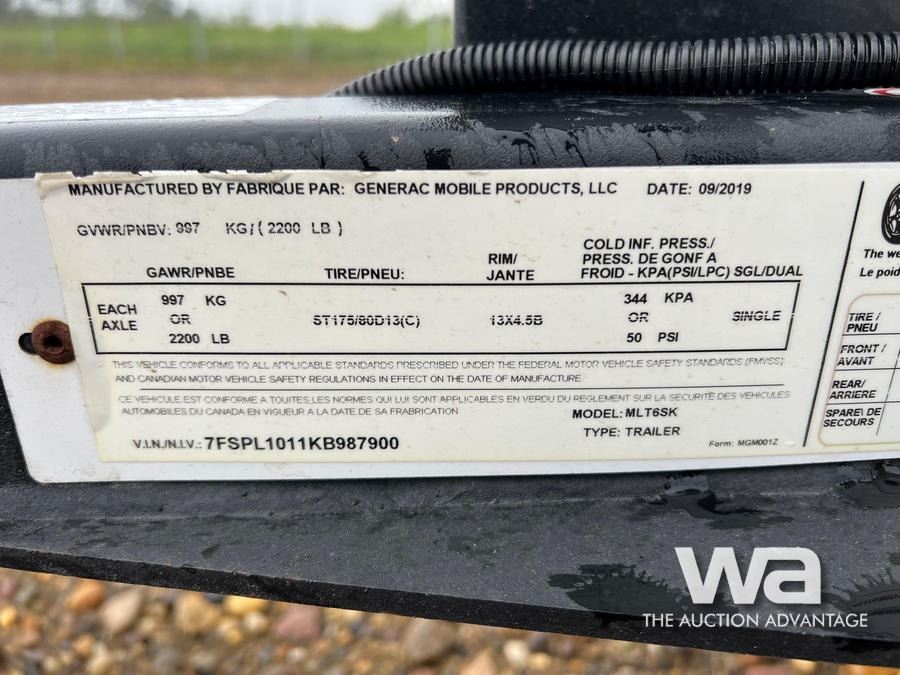 MANUFACTURED BY FABRIQUE PAR: GENERAC MOBILE PRODUCTS, LLC DATE: 09/2019
GVWR/PNBV: 997 KG/( 2200 LB )
GAWR/PNBE TIRE/PNEU: RIM/ JANTE COLD INF. PRESS./ PRESS. DE GONF A FROID - KPA(PSI/LPC) SGL/DUAL
EACH AXLE
997 KG 344 KPA
OR ST175/80D13(C) 13X4.5B OR SINGLE
2200 LB 50 PSI
THIS VEHICLE CONFORMS TO ALL APPLICABLE STANDARDS PRESCRIBED UNDER THE FEDERAL MOTOR VEHICLE SAFETY STANDARDS (FMVSS)
AND CANADIAN MOTOR VEHICLE SAFETY REGULATIONS IN EFFECT ON THE DATE OF MANUFACTURE
CE VEHICULE EST CONFORME A TOUTES LES NORMES QUI LUI SONT APPLICABLES EN VERDU DU REGLEMENT SUR LA SECURITE DES VEHICULES
AUTOMOBILES DU CANADA EN VIGUEUR A LA DATE DE SA FRABRICATION
MODEL: MLT6SK
TYPE: TRAILER
V.I.N./N.I.V.: 7FSPL1011KB987900
Form: MGM001Z
The we
Le poid
TIRE /
PNEU
FRONT /
AVANT
REAR/
ARRIERE
SPARE\ DE
SECOURS
wa
THE AUCTION ADVANTAGE